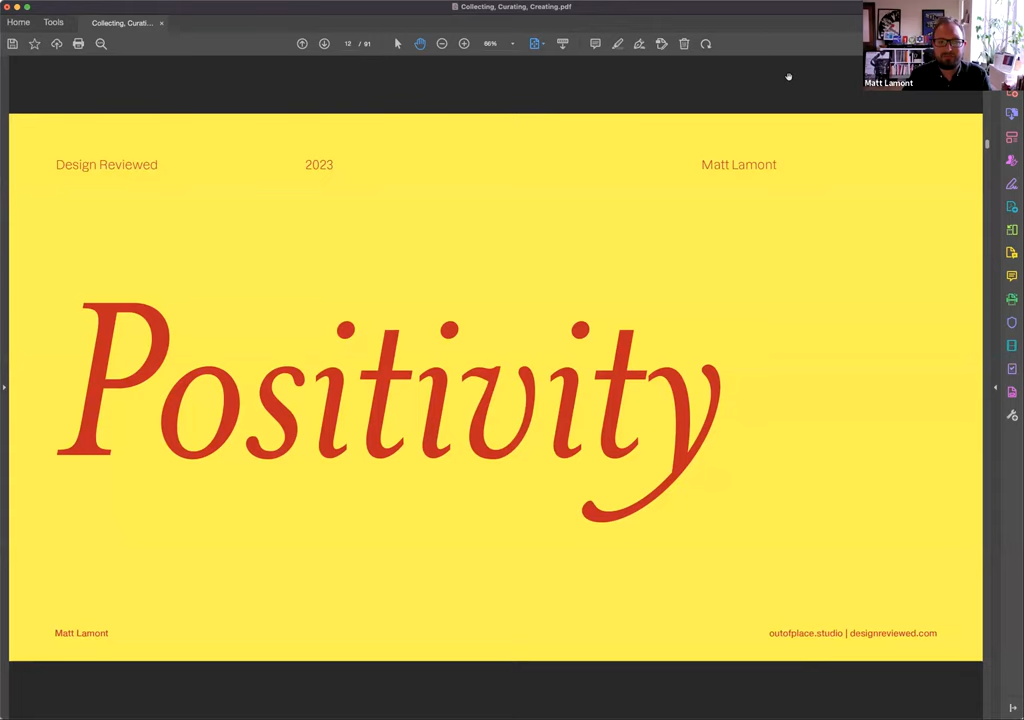 Collecting, Curating, Creating.pdf
Home Tools Collecting, Curati... ×
12 / 91 66%
Matt Lamont
Design Reviewed 2023 Matt Lamont
Positivity
Matt Lamont outofplace.studio | designreviewed.com